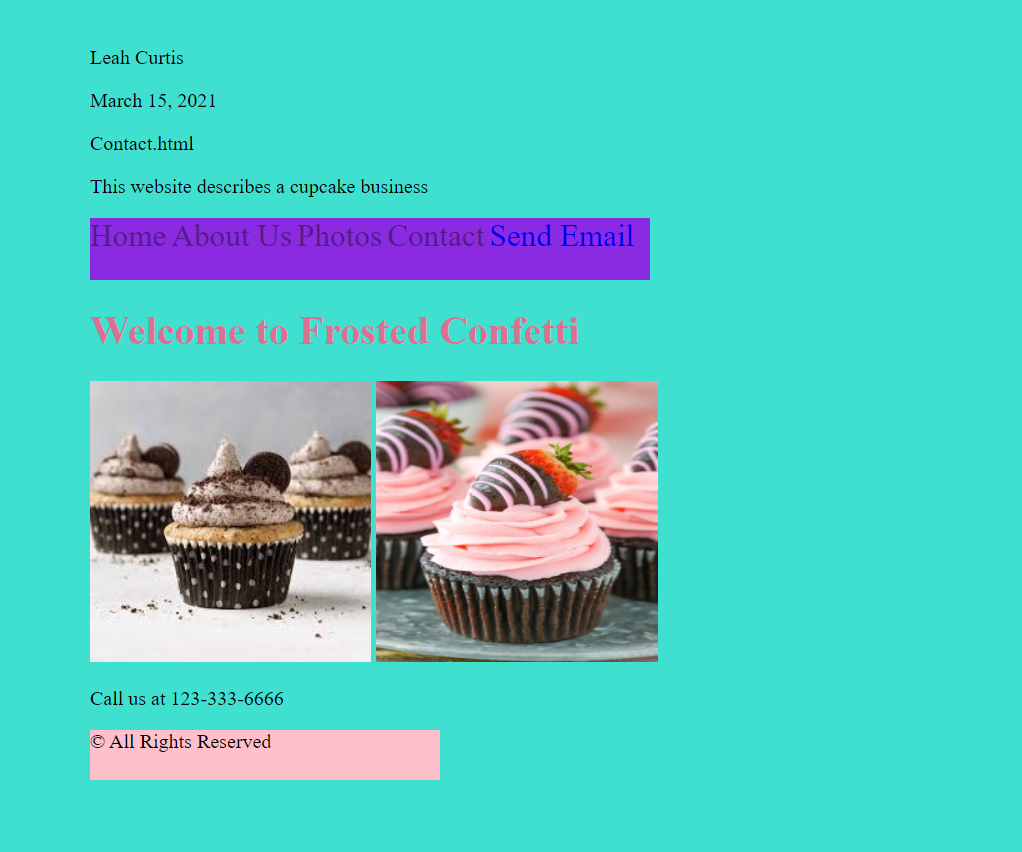 Leah Curtis
March 15, 2021
Contact.html
This website describes a cupcake business
Home About Us Photos Contact Send Email
Welcome to Frosted Confetti
Call us at 123-333-6666
© All Rights Reserved